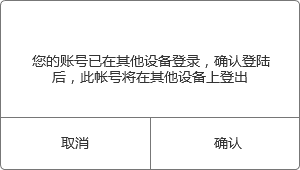 您的账号已在其他设备登录，确认登陆
后，此帐号将在其他设备上登出
取消
确认